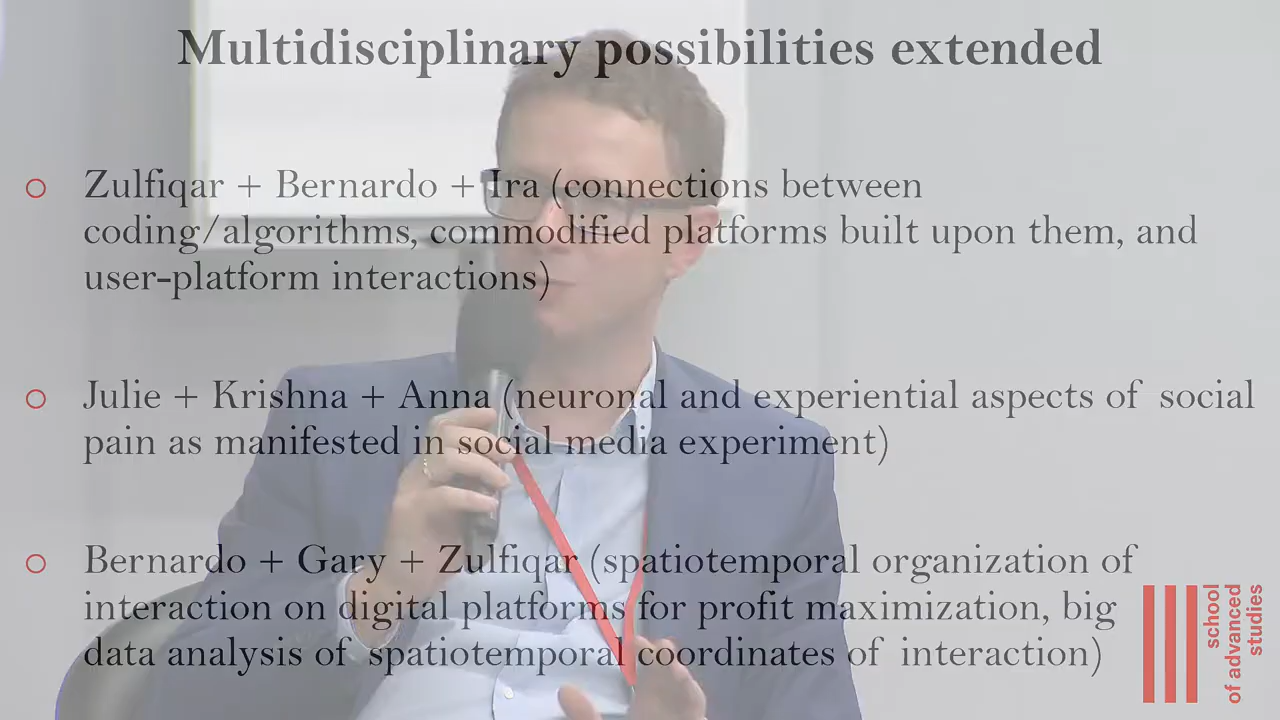 Multidisciplinary possibilities extended
Zulfiqar + Bernardo + Ira (connections between
coding/algorithms, commodified platforms built upon them, and
user-platform interactions)
Julie + Krishna + Anna (neuronal and experiential aspects of social
pain as manifested in social media experiment)
Bernardo + Gary + Zulfiqar (spatiotemporal organization of
interaction on digital platforms for profit maximization, big
data analysis of spatiotemporal coordinates of interaction)
school
of advanced
studies